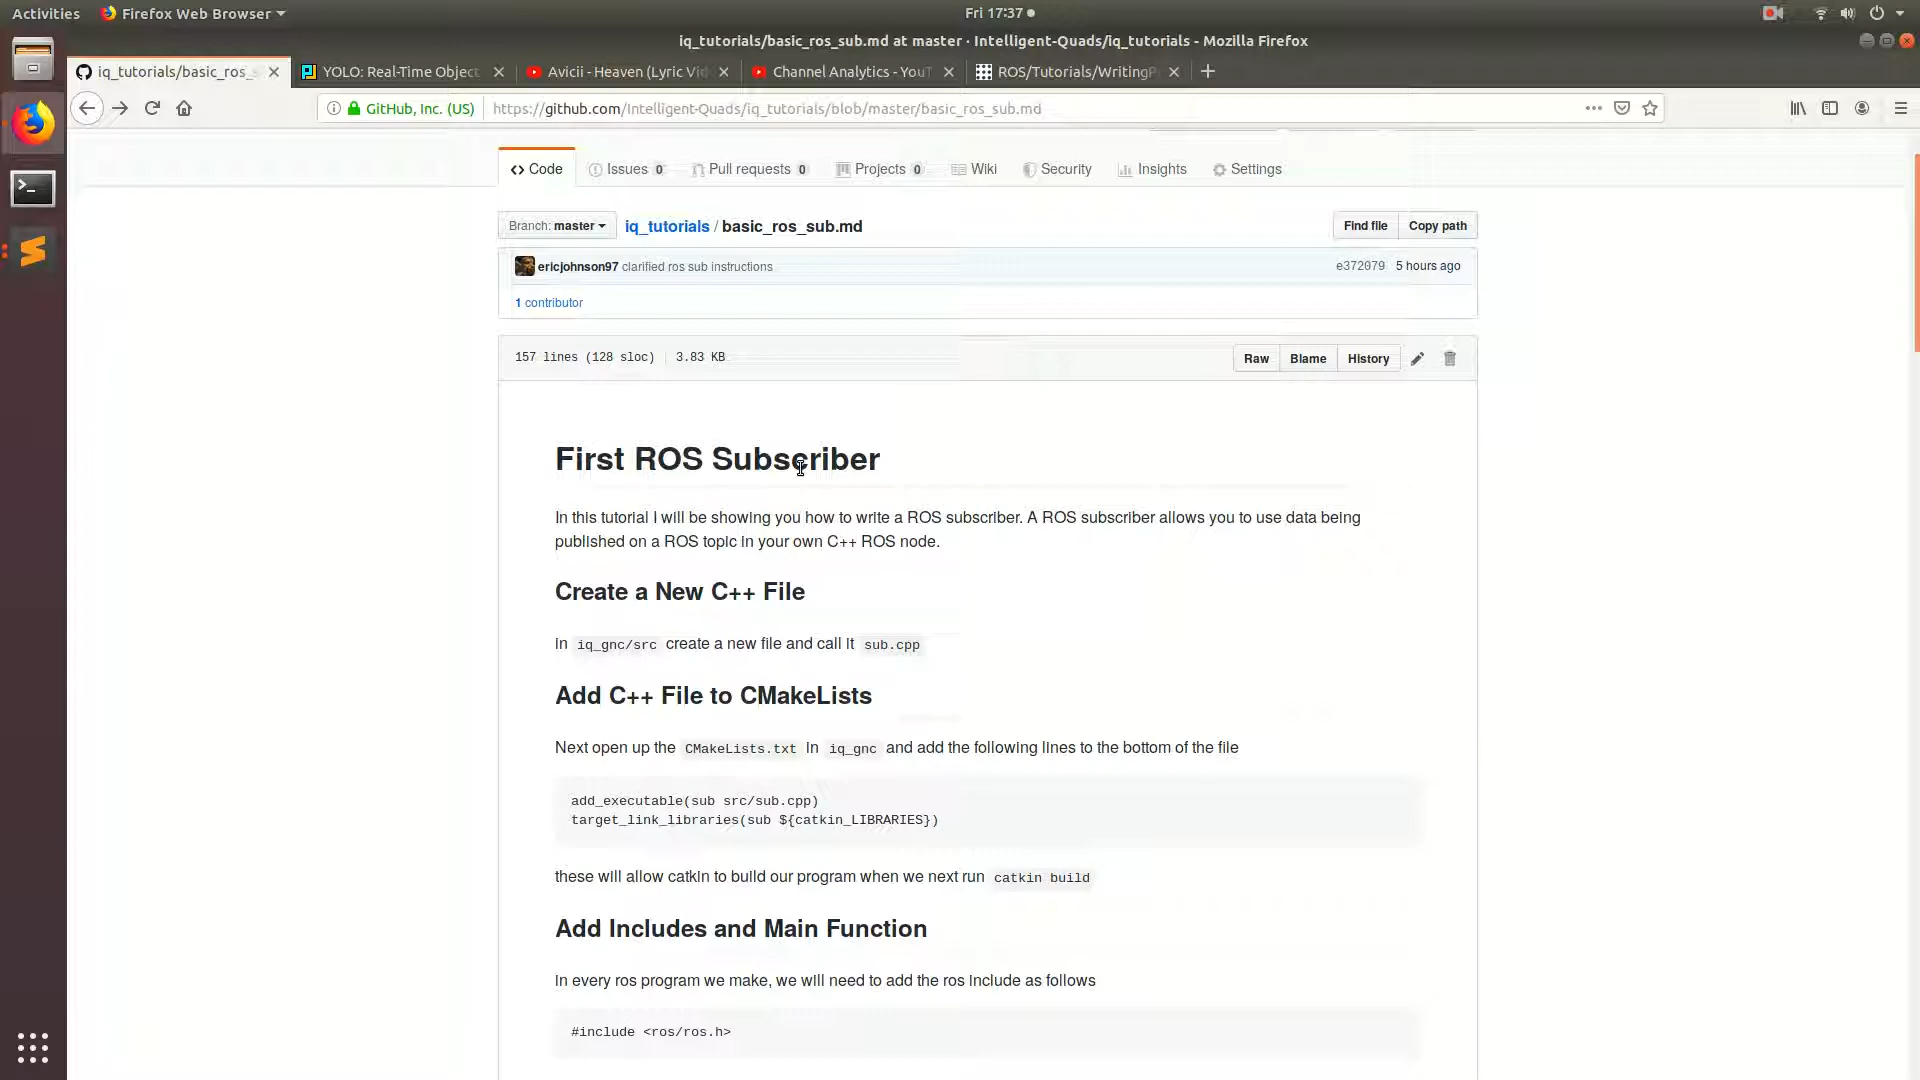 Activities
Firefox Web Browser
Fri 17:37
iq_tutorials/basic_ros_sub.md at master · Intelligent-Quads/iq_tutorials - Mozilla Firefox
iq_tutorials/basic_ros_s
YOLO: Real-Time Object
Avicii - Heaven (Lyric Vid
Channel Analytics - YouT
ROS/Tutorials/WritingP
GitHub, Inc. (US)
https://github.com/Intelligent-Quads/iq_tutorials/blob/master/basic_ros_sub.md
Code
Issues 0
Pull requests 0
Projects 0
Wiki
Security
Insights
Settings
Branch: master
iq_tutorials / basic_ros_sub.md
Find file
Copy path
ericjohnson97 clarified ros sub instructions
e372079 5 hours ago
1 contributor
157 lines (128 sloc) 3.83 KB
Raw
Blame
History
First ROS Subscriber
In this tutorial I will be showing you how to write a ROS subscriber. A ROS subscriber allows you to use data being
published on a ROS topic in your own C++ ROS node.
Create a New C++ File
in iq_gnc/src create a new file and call it sub.cpp
Add C++ File to CMakeLists
Next open up the CMakeLists.txt in iq_gnc and add the following lines to the bottom of the file
add_executable(sub src/sub.cpp)
target_link_libraries(sub ${catkin_LIBRARIES})
these will allow catkin to build our program when we next run catkin build
Add Includes and Main Function
in every ros program we make, we will need to add the ros include as follows
#include <ros/ros.h>